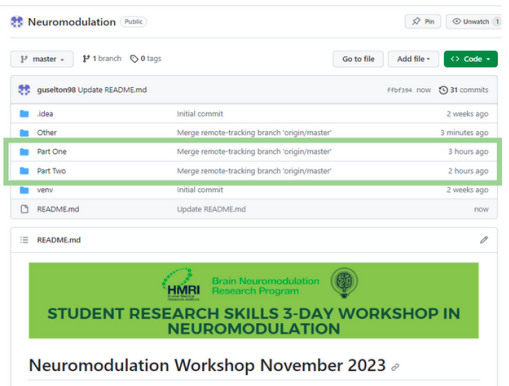 Neuromodulation Public
Pin
Unwatch 1
master
1 branch
0 tags
Go to file
Add file
<> Code
guselton98 Update README.md
now
31 commits
.idea Initial commit 2 weeks ago
Other Merge remote-tracking branch 'origin/master' 3 minutes ago
Part One Merge remote-tracking branch 'origin/master' 3 hours ago
Part Two Merge remote-tracking branch 'origin/master' 2 hours ago
venv Initial commit 2 weeks ago
README.md Update README.md now
README.md
HMRI
Brain Neuromodulation
Research Program
STUDENT RESEARCH SKILLS 3-DAY WORKSHOP IN
NEUROMODULATION
Neuromodulation Workshop November 2023